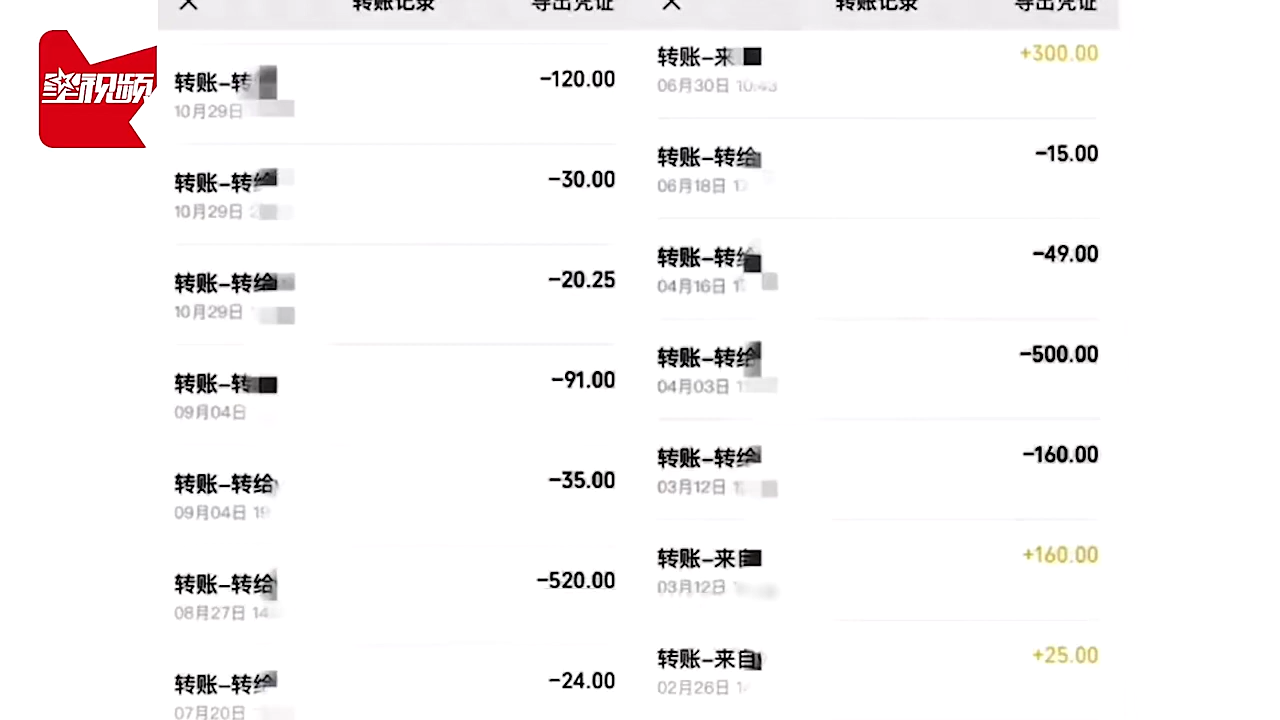 转账记录
导出凭证
转账-转
-120.00
10月29日
转账-转给
-30.00
10月29日
转账-转给
-20.25
10月29日
转账-转
-91.00
09月04日
转账-转给
-35.00
09月04日 19
转账-转给
-520.00
08月27日 14
转账-转给
-24.00
07月20日
转账记录
导出凭证
转账-来
+300.00
06月30日 10:43
转账-转给
-15.00
06月18日
转账-转给
-49.00
04月16日
转账-转给
-500.00
04月03日
转账-转给
-160.00
03月12日
转账-来自
+160.00
03月12日
转账-来自
+25.00
02月26日
星视频